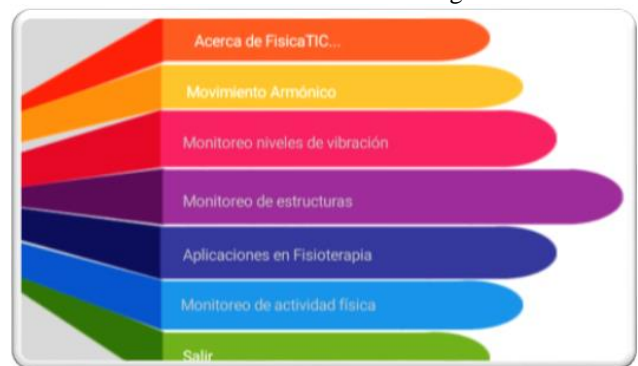 Acerca de FisicaTIC...
Movimiento Armónico
Monitoreo niveles de vibración
Monitoreo de estructuras
Aplicaciones en Fisioterapia
Monitoreo de actividad física
Salir